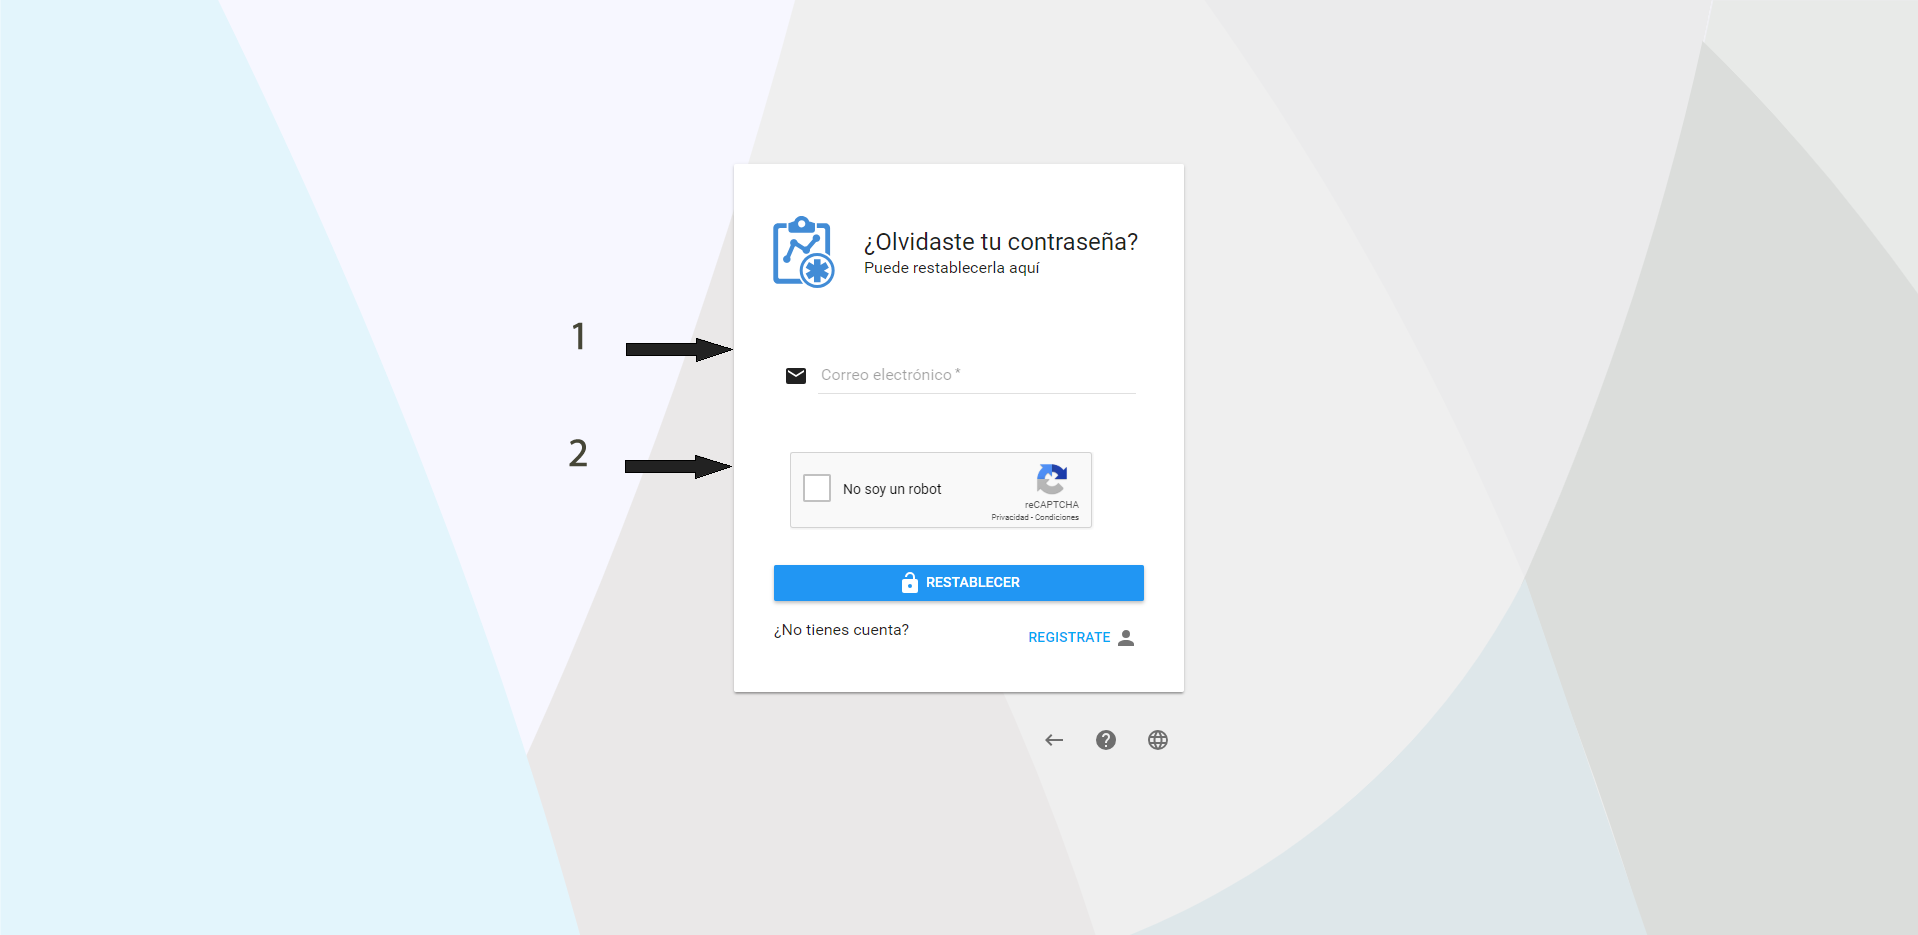 ¿Olvidaste tu contraseña?
Puede restablecerla aquí
1
Correo electrónico *
2
No soy un robot
reCAPTCHA
Privacidad - Condiciones
RESTABLECER
¿No tienes cuenta?
REGISTRATE